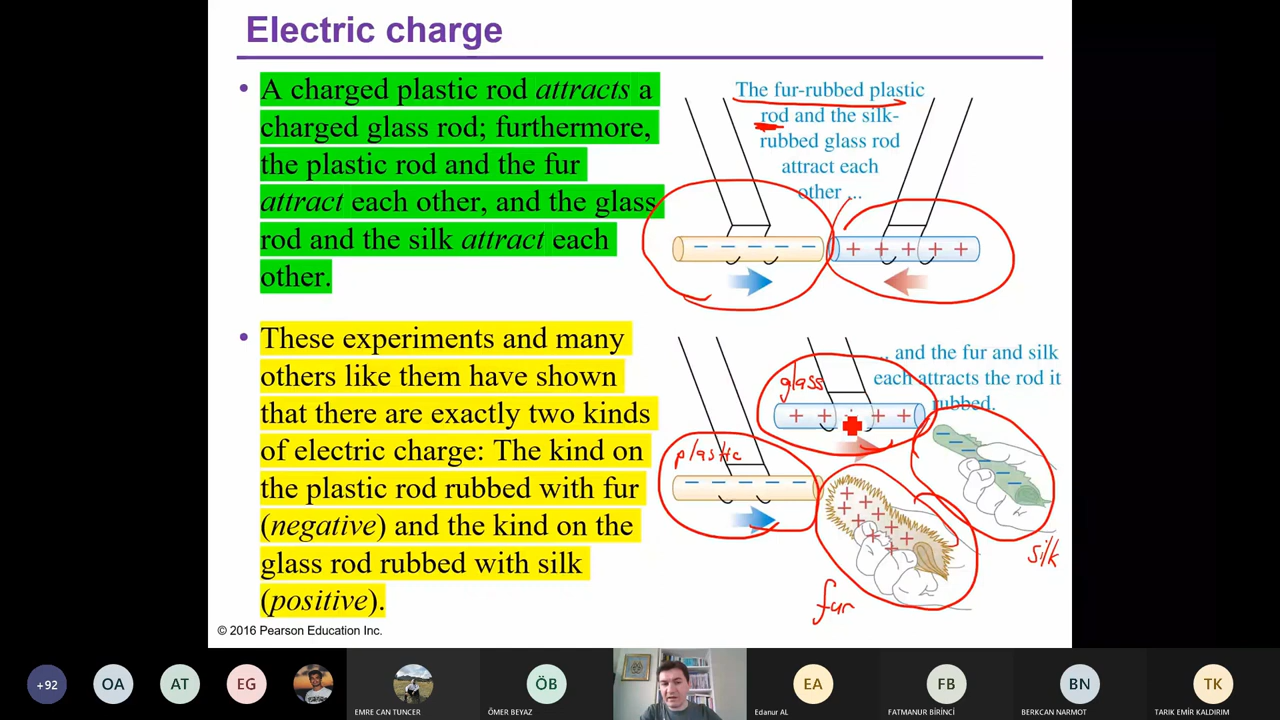 Electric charge
• A charged plastic rod attracts a
charged glass rod; furthermore,
the plastic rod and the fur
attract each other, and the glass
rod and the silk attract each
other.
• These experiments and many
others like them have shown
that there are exactly two kinds
of electric charge: The kind on
the plastic rod rubbed with fur
(negative) and the kind on the
glass rod rubbed with silk
(positive).
The fur-rubbed plastic
rod and the silk-
rubbed glass rod
attract each
other ...
... and the fur and silk
each attracts the rod it
rubbed.
glass
plastic
silk
fur
© 2016 Pearson Education Inc.
+92
OA
AT
EG
EMRE CAN TUNCER
ÖB
ÖMER BEYAZ
EA
Edanur AL
FB
FATMANUR BİRİNCİ
BN
BERKCAN NARMOT
TK
TARIK EMİR KALDIRIM